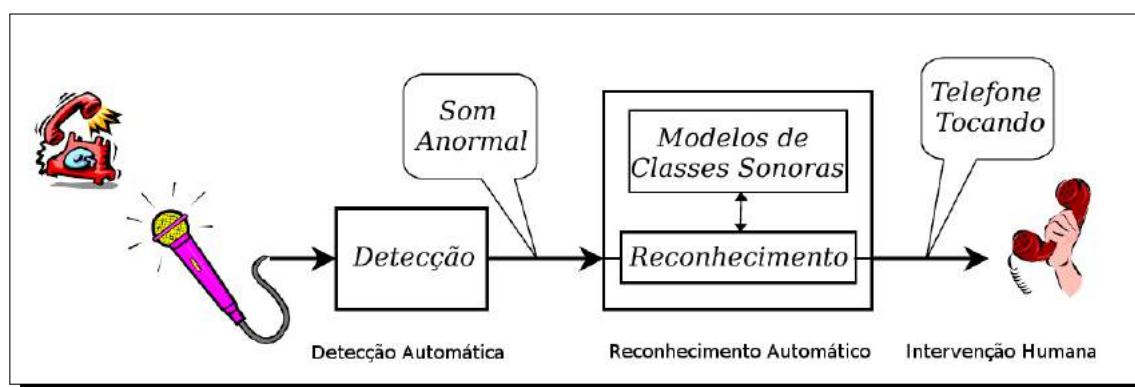 Som
Anormal
Telefone
Tocando
Modelos de
Classes Sonoras
Detecção
Reconhecimento
Detecção Automática
Reconhecimento Automático
Intervenção Humana